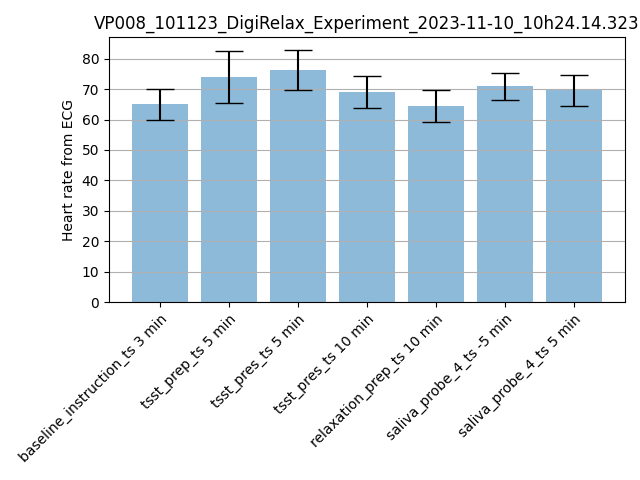 VP008_101123_DigiRelax_Experiment_2023-11-10_10h24.14.323
Heart rate from ECG
80
70
60
50
40
30
20
10
0
baseline_instruction_ts 3 min
tsst_prep_ts 5 min
tsst_pres_ts 5 min
tsst_pres_ts 10 min
relaxation_prep_ts 10 min
saliva_probe_4_ts -5 min
saliva_probe_4_ts 5 min